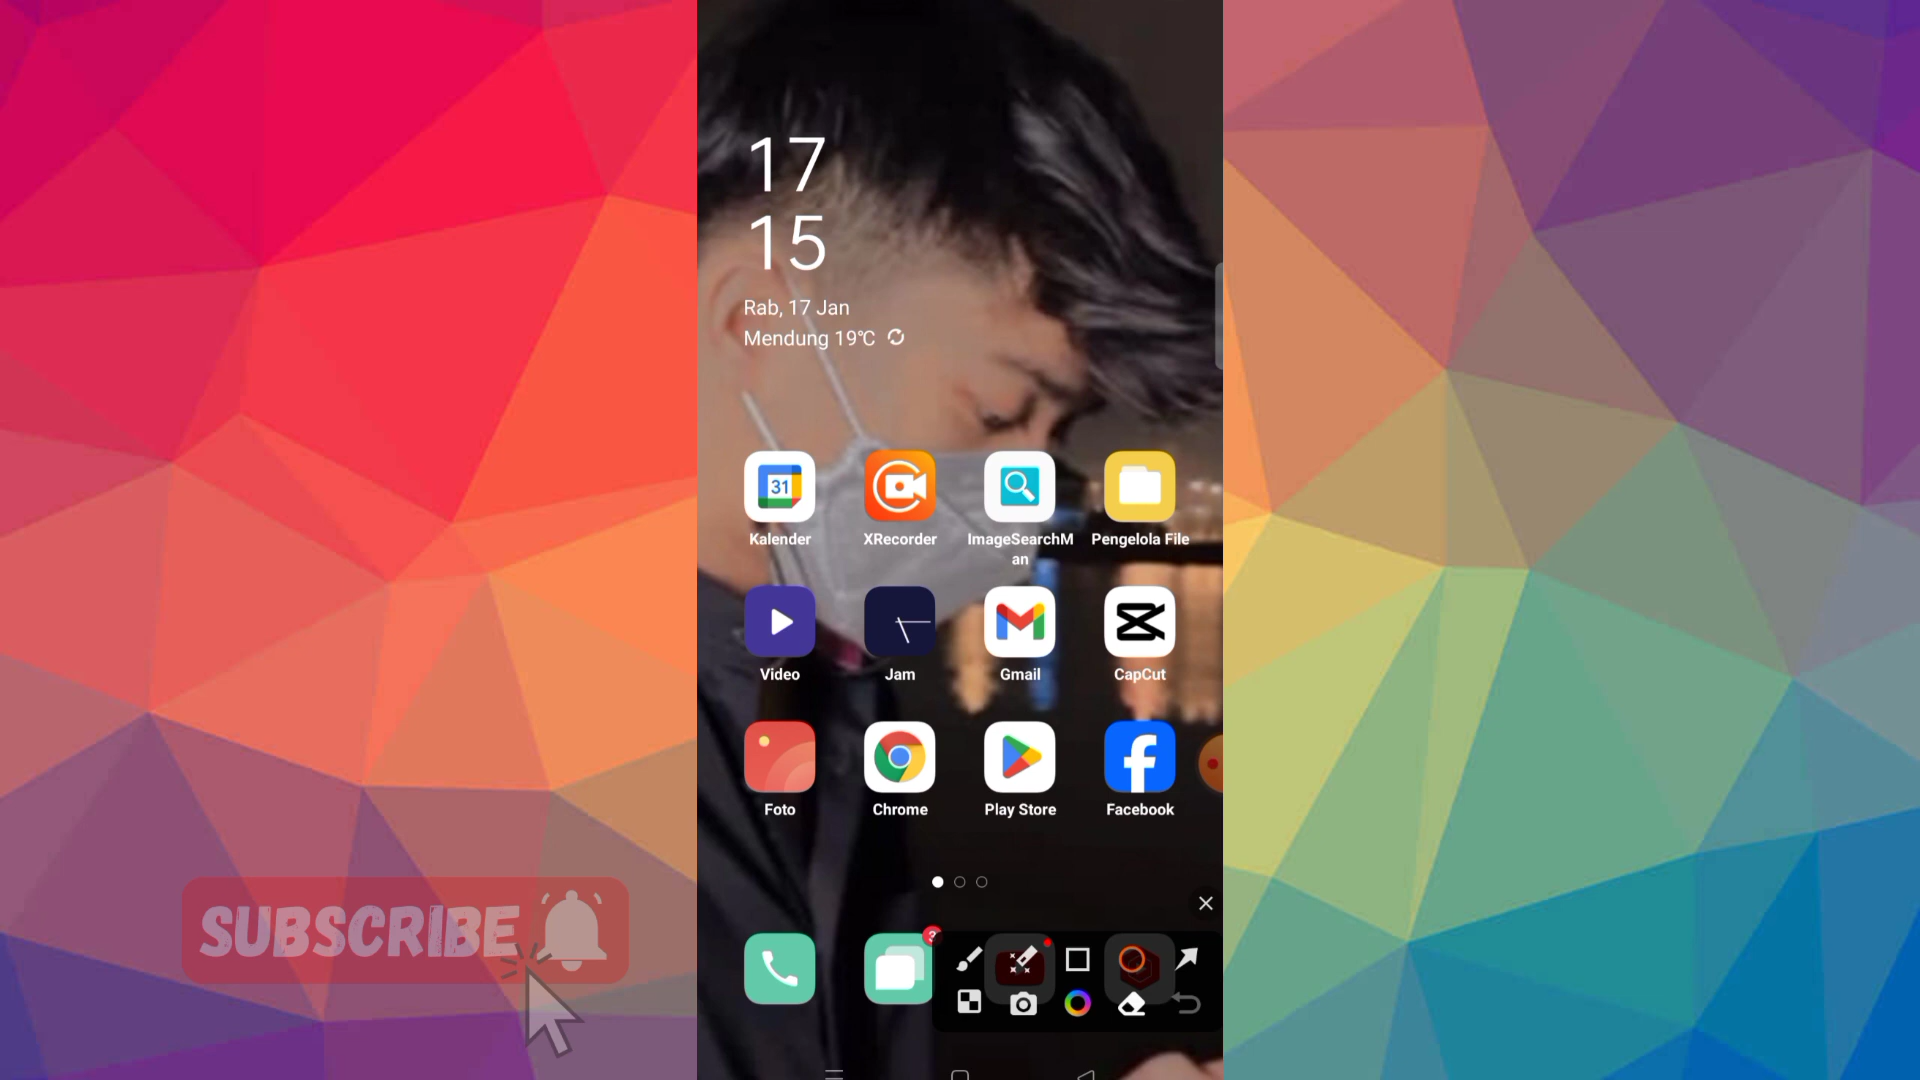 17
15
Rab, 17 Jan
Mendung 19°C
31
Kalender
XRecorder
ImageSearchM
an
Pengelola File
Video
Jam
Gmail
CapCut
Foto
Chrome
Play Store
Facebook
SUBSCRIBE